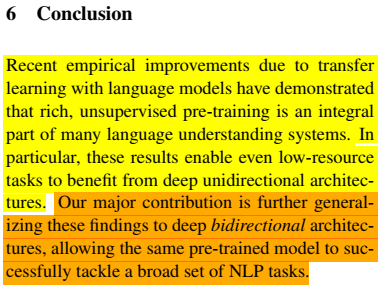 6 Conclusion
Recent empirical improvements due to transfer
learning with language models have demonstrated
that rich, unsupervised pre-training is an integral
part of many language understanding systems. In
particular, these results enable even low-resource
tasks to benefit from deep unidirectional architec-
tures. Our major contribution is further general-
izing these findings to deep bidirectional architec-
tures, allowing the same pre-trained model to suc-
cessfully tackle a broad set of NLP tasks.